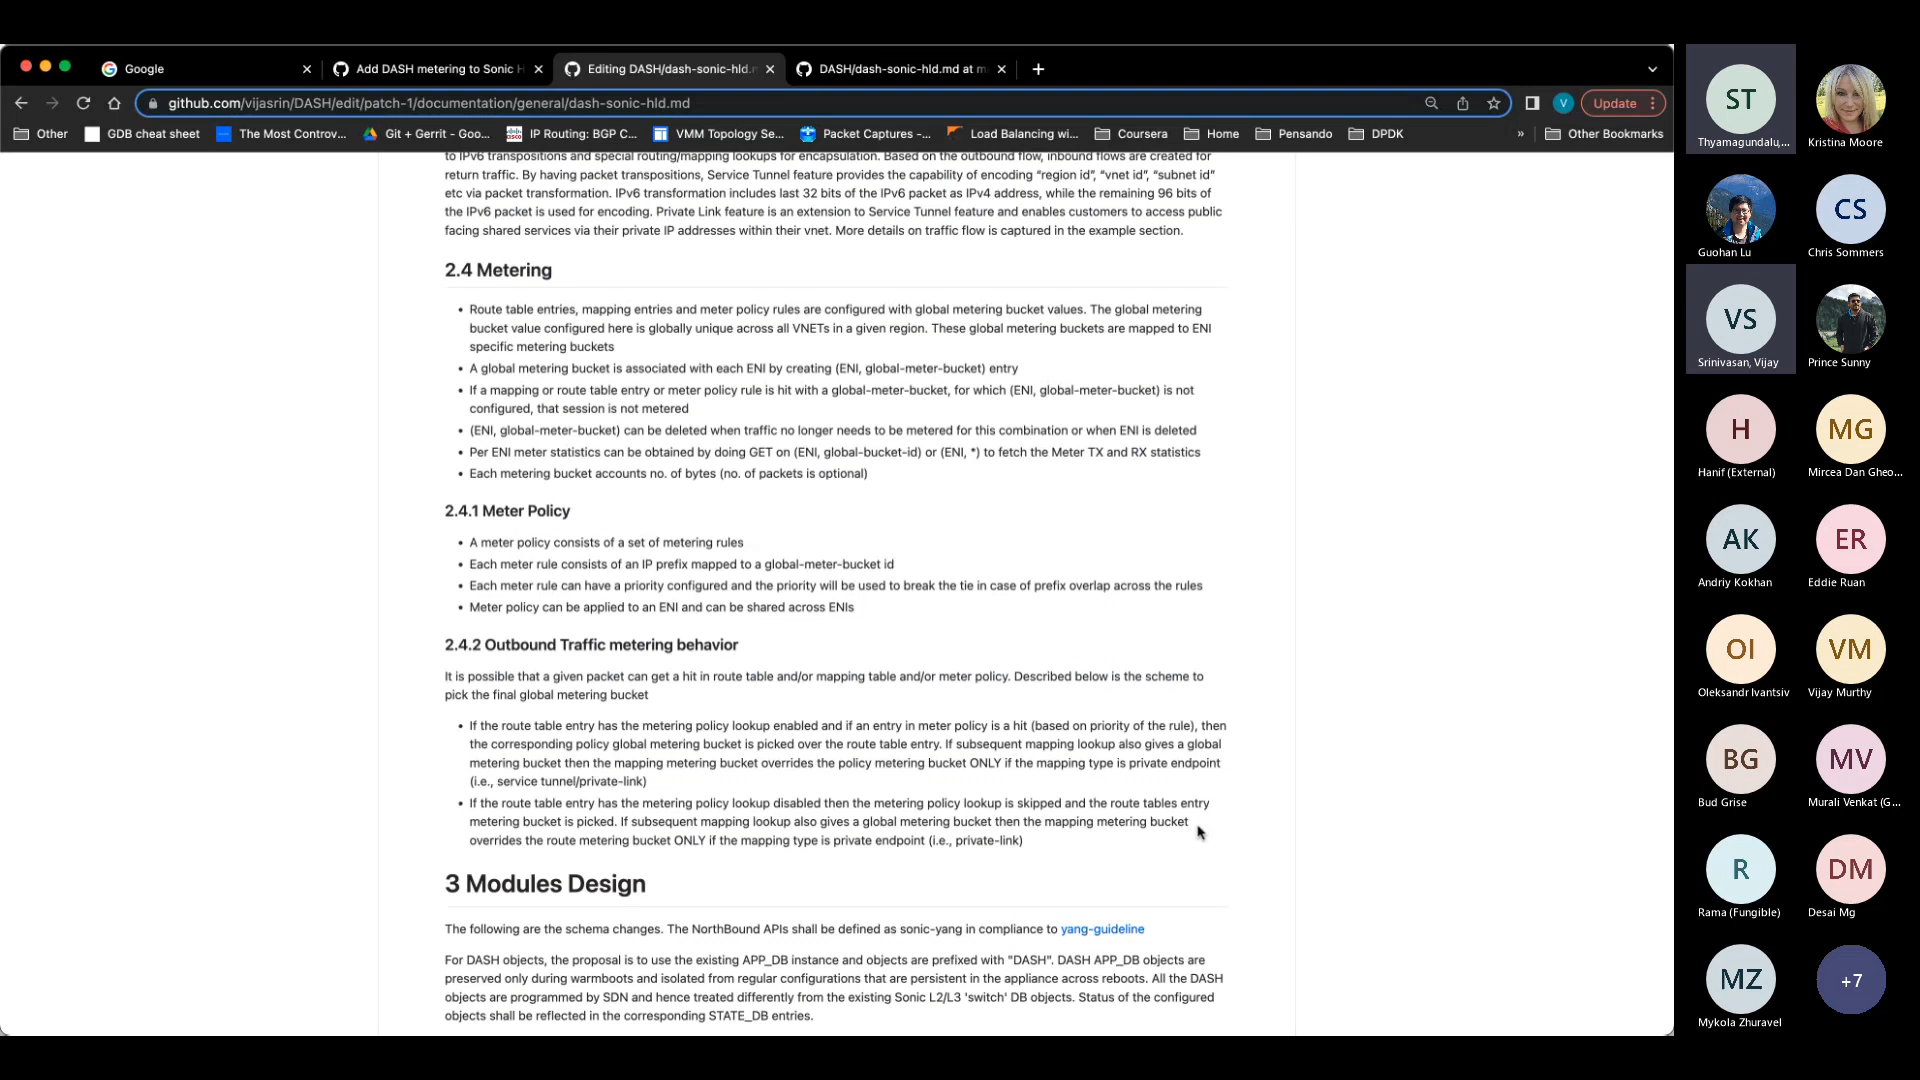 Google
Add DASH metering to Sonic H
Editing DASH/dash-sonic-hld.m
DASH/dash-sonic-hld.md at m
github.com/vijasrin/DASH/edit/patch-1/documentation/general/dash-sonic-hld.md
V
Update
Other
GDB cheat sheet
The Most Controv...
Git + Gerrit - Goo...
IP Routing: BGP C...
VMM Topology Se...
Packet Captures -...
Load Balancing wi...
Coursera
Home
Pensando
DPDK
»
Other Bookmarks
to IPv6 transpositions and special routing/mapping lookups for encapsulation. Based on the outbound flow, inbound flows are created for
return traffic. By having packet transpositions, Service Tunnel feature provides the capability of encoding “region id”, “vnet id”, “subnet id”
etc via packet transformation. IPv6 transformation includes last 32 bits of the IPv6 packet as IPv4 address, while the remaining 96 bits of
the IPv6 packet is used for encoding. Private Link feature is an extension to Service Tunnel feature and enables customers to access public
facing shared services via their private IP addresses within their vnet. More details on traffic flow is captured in the example section.
2.4 Metering
• Route table entries, mapping entries and meter policy rules are configured with global metering bucket values. The global metering
bucket value configured here is globally unique across all VNETs in a given region. These global metering buckets are mapped to ENI
specific metering buckets
• A global metering bucket is associated with each ENI by creating (ENI, global-meter-bucket) entry
• If a mapping or route table entry or meter policy rule is hit with a global-meter-bucket, for which (ENI, global-meter-bucket) is not
configured, that session is not metered
• (ENI, global-meter-bucket) can be deleted when traffic no longer needs to be metered for this combination or when ENI is deleted
• Per ENI meter statistics can be obtained by doing GET on (ENI, global-bucket-id) or (ENI, *) to fetch the Meter TX and RX statistics
• Each metering bucket accounts no. of bytes (no. of packets is optional)
2.4.1 Meter Policy
• A meter policy consists of a set of metering rules
• Each meter rule consists of an IP prefix mapped to a global-meter-bucket id
• Each meter rule can have a priority configured and the priority will be used to break the tie in case of prefix overlap across the rules
• Meter policy can be applied to an ENI and can be shared across ENIs
2.4.2 Outbound Traffic metering behavior
It is possible that a given packet can get a hit in route table and/or mapping table and/or meter policy. Described below is the scheme to
pick the final global metering bucket
• If the route table entry has the metering policy lookup enabled and if an entry in meter policy is a hit (based on priority of the rule), then
the corresponding policy global metering bucket is picked over the route table entry. If subsequent mapping lookup also gives a global
metering bucket then the mapping metering bucket overrides the policy metering bucket ONLY if the mapping type is private endpoint
(i.e., service tunnel/private-link)
• If the route table entry has the metering policy lookup disabled then the metering policy lookup is skipped and the route tables entry
metering bucket is picked. If subsequent mapping lookup also gives a global metering bucket then the mapping metering bucket
overrides the route metering bucket ONLY if the mapping type is private endpoint (i.e., private-link)
3 Modules Design
The following are the schema changes. The NorthBound APIs shall be defined as sonic-yang in compliance to yang-guideline
For DASH objects, the proposal is to use the existing APP_DB instance and objects are prefixed with "DASH". DASH APP_DB objects are
preserved only during warmboots and isolated from regular configurations that are persistent in the appliance across reboots. All the DASH
objects are programmed by SDN and hence treated differently from the existing Sonic L2/L3 'switch' DB objects. Status of the configured
objects shall be reflected in the corresponding STATE_DB entries.
ST
Thyamagundalu,...
Kristina Moore
Guohan Lu
CS
Chris Sommers
VS
Srinivasan, Vijay
Prince Sunny
H
Hanif (External)
MG
Mircea Dan Gheo...
AK
Andriy Kokhan
ER
Eddie Ruan
OI
Oleksandr Ivantsiv
VM
Vijay Murthy
BG
Bud Grise
MV
Murali Venkat (G...
R
Rama (Fungible)
DM
Desai Mg
MZ
Mykola Zhuravel
+7